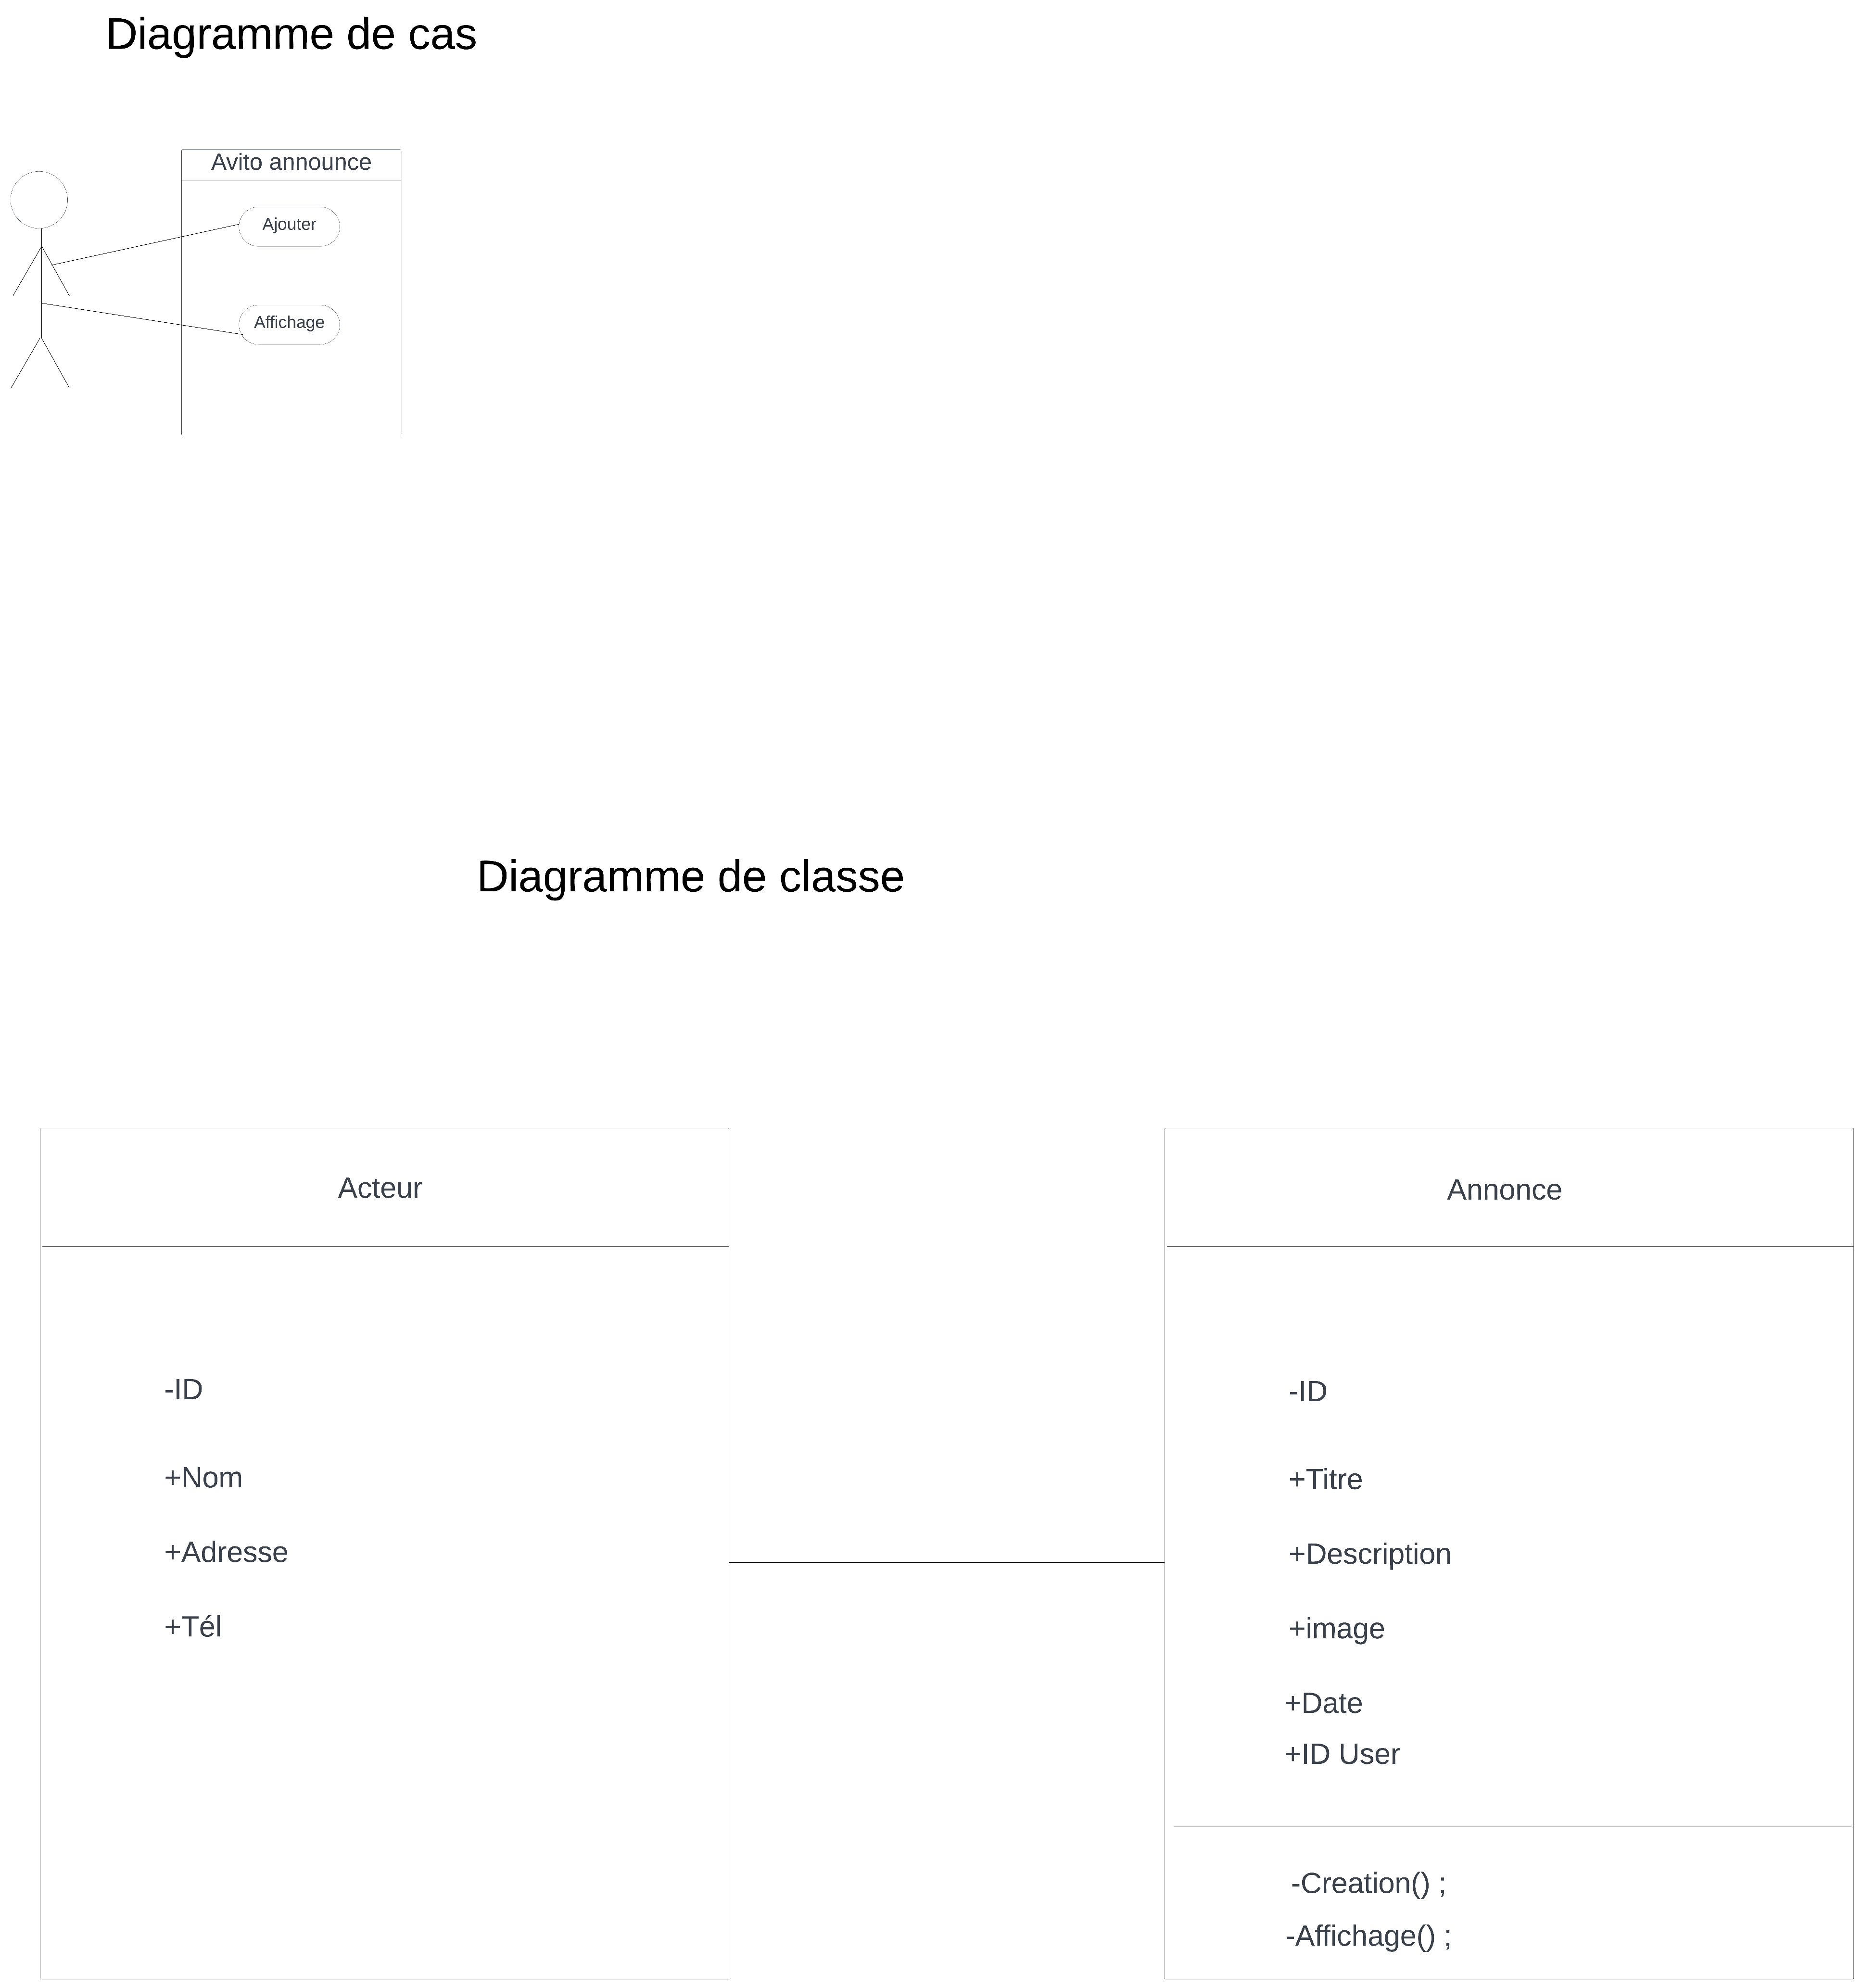 Diagramme de cas
Avito announce
Ajouter
Affichage
Diagramme de classe
Acteur
-ID
+Nom
+Adresse
+Tél
Annonce
-ID
+Titre
+Description
+image
+Date
+ID User
-Creation() ;
-Affichage() ;